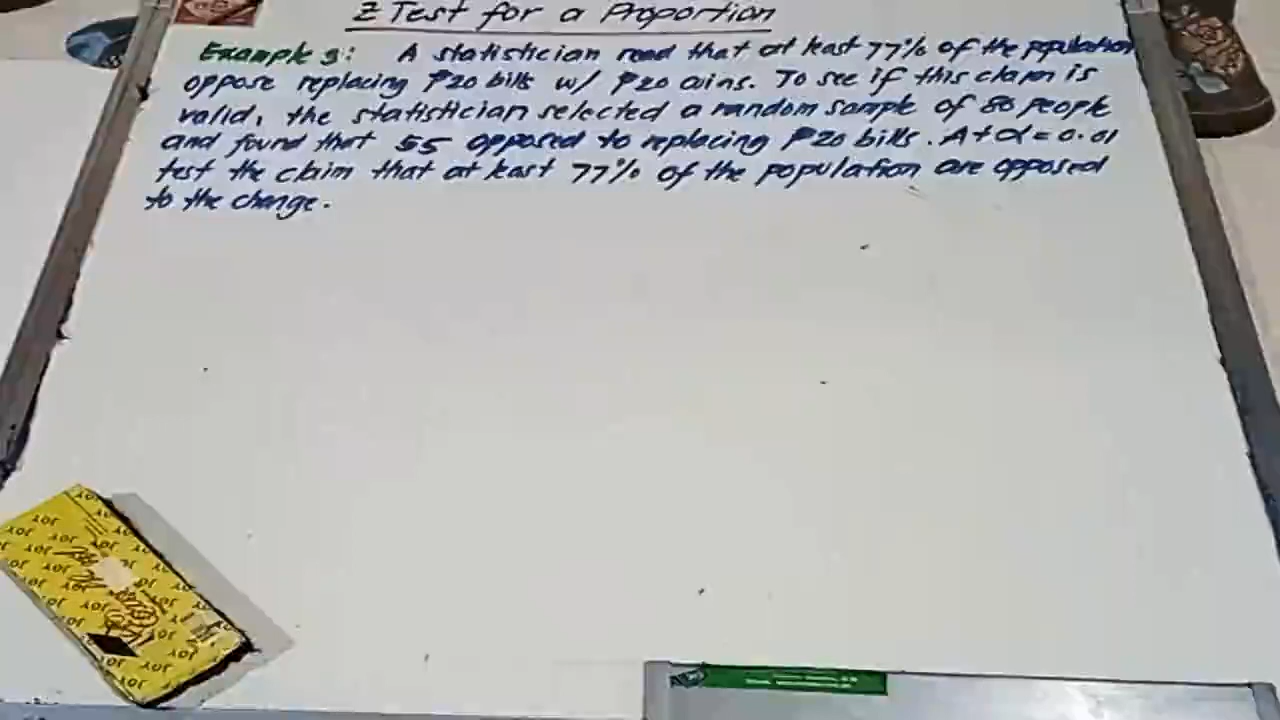 Z Test for a Proportion
Example 3: A statistician read that at least 77% of the population
oppose replacing ₱20 bills w/ ₱20 coins. To see if this claim is
valid, the statistician selected a random sample of 80 people
and found that 55 opposed to replacing ₱20 bills. At α = 0.01
test the claim that at least 77% of the population are opposed
to the change.
JOY